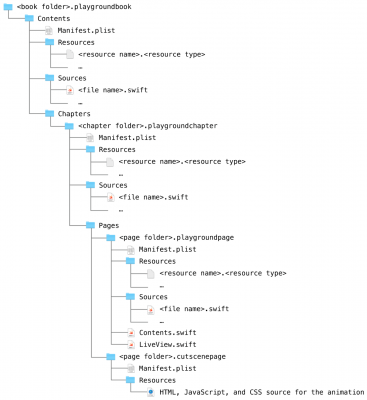 <book folder>.playgroundbook
Contents
Manifest.plist
Resources
<resource name>.<resource type>
…
Sources
<file name>.swift
…
Chapters
<chapter folder>.playgroundchapter
Manifest.plist
Resources
<resource name>.<resource type>
…
Sources
<file name>.swift
…
Pages
<page folder>.playgroundpage
Manifest.plist
Resources
<resource name>.<resource type>
…
Sources
<file name>.swift
…
Contents.swift
LiveView.swift
<page folder>.cutscenepage
Manifest.plist
Resources
HTML, JavaScript, and CSS source for the animation